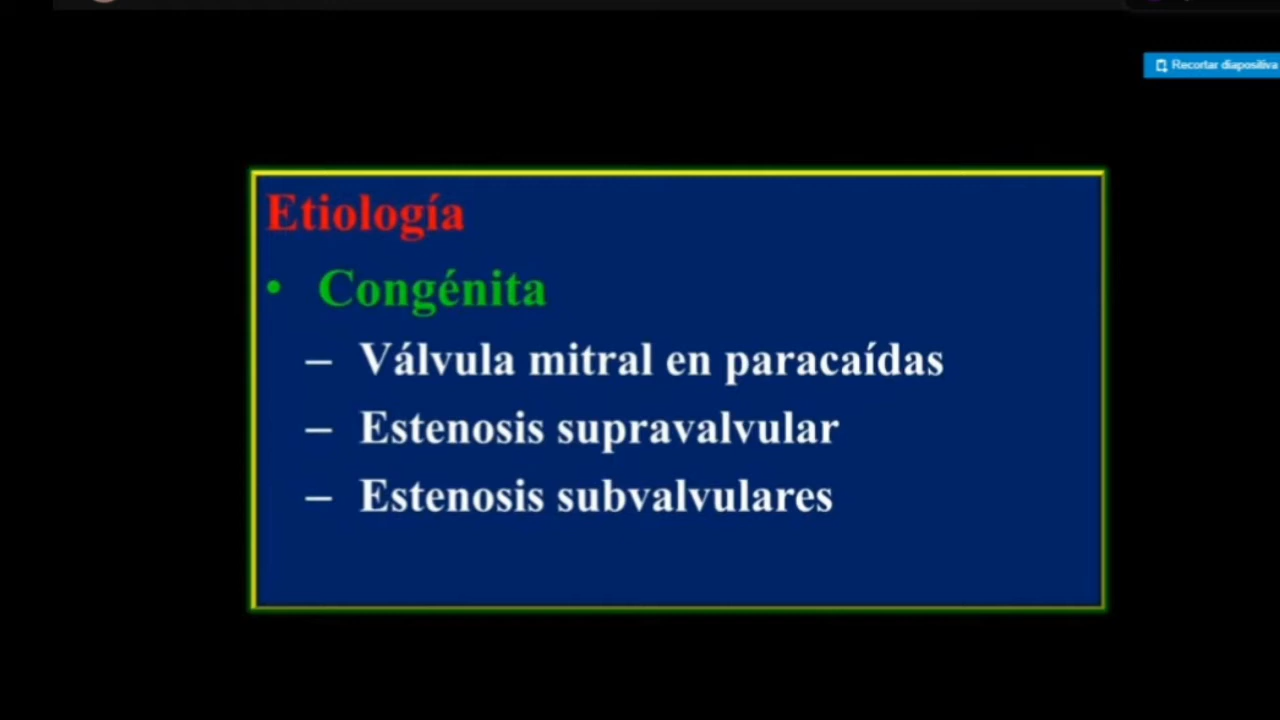 Recortar diapositiva
Etiología
• Congénita
– Válvula mitral en paracaídas
– Estenosis supravalvular
– Estenosis subvalvulares